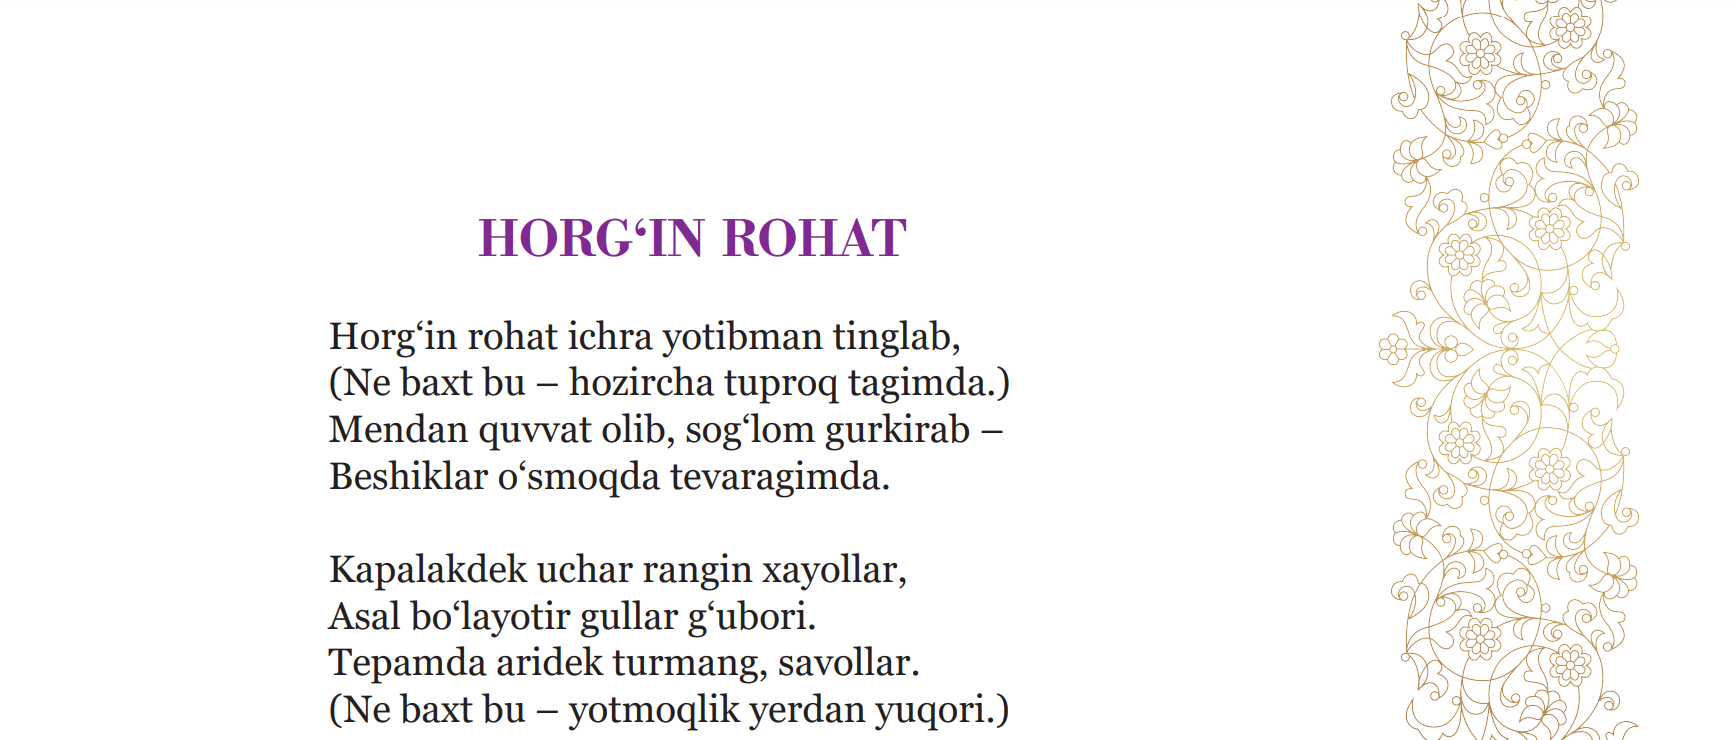 HORG‘IN ROHAT
Horg‘in rohat ichra yotibman tinglab,
(Ne baxt bu – hozircha tuproq tagimda.)
Mendan quvvat olib, sog‘lom gurkirab –
Beshiklar o‘smoqda tevaragimda.
Kapalakdek uchar rangin xayollar,
Asal bo‘layotir gullar g‘ubori.
Tepamda aridek turmang, savollar.
(Ne baxt bu – yotmoqlik yerdan yuqori.)